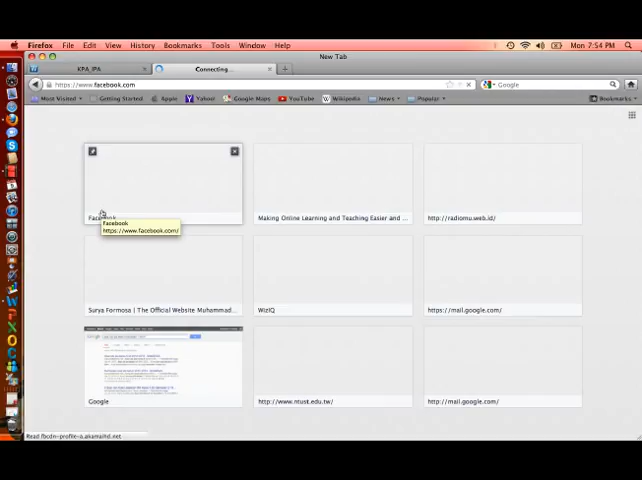 Firefox File Edit View History Bookmarks Tools Window Help
Mon 7:54 PM
New Tab
KPA_IPA
Connecting...
https://www.facebook.com
Google
Most Visited Getting Started Apple Yahoo! Google Maps YouTube Wikipedia News Popular Bookmarks
Facebook
Facebook
https://www.facebook.com/
Making Online Learning and Teaching Easier and ...
http://radiomu.web.id/
Surya Formosa | The Official Website Muhammad...
WizIQ
https://mail.google.com/
Google
http://www.ntust.edu.tw/
http://mail.google.com/
Read fbcdn-profile-a.akamaihd.net